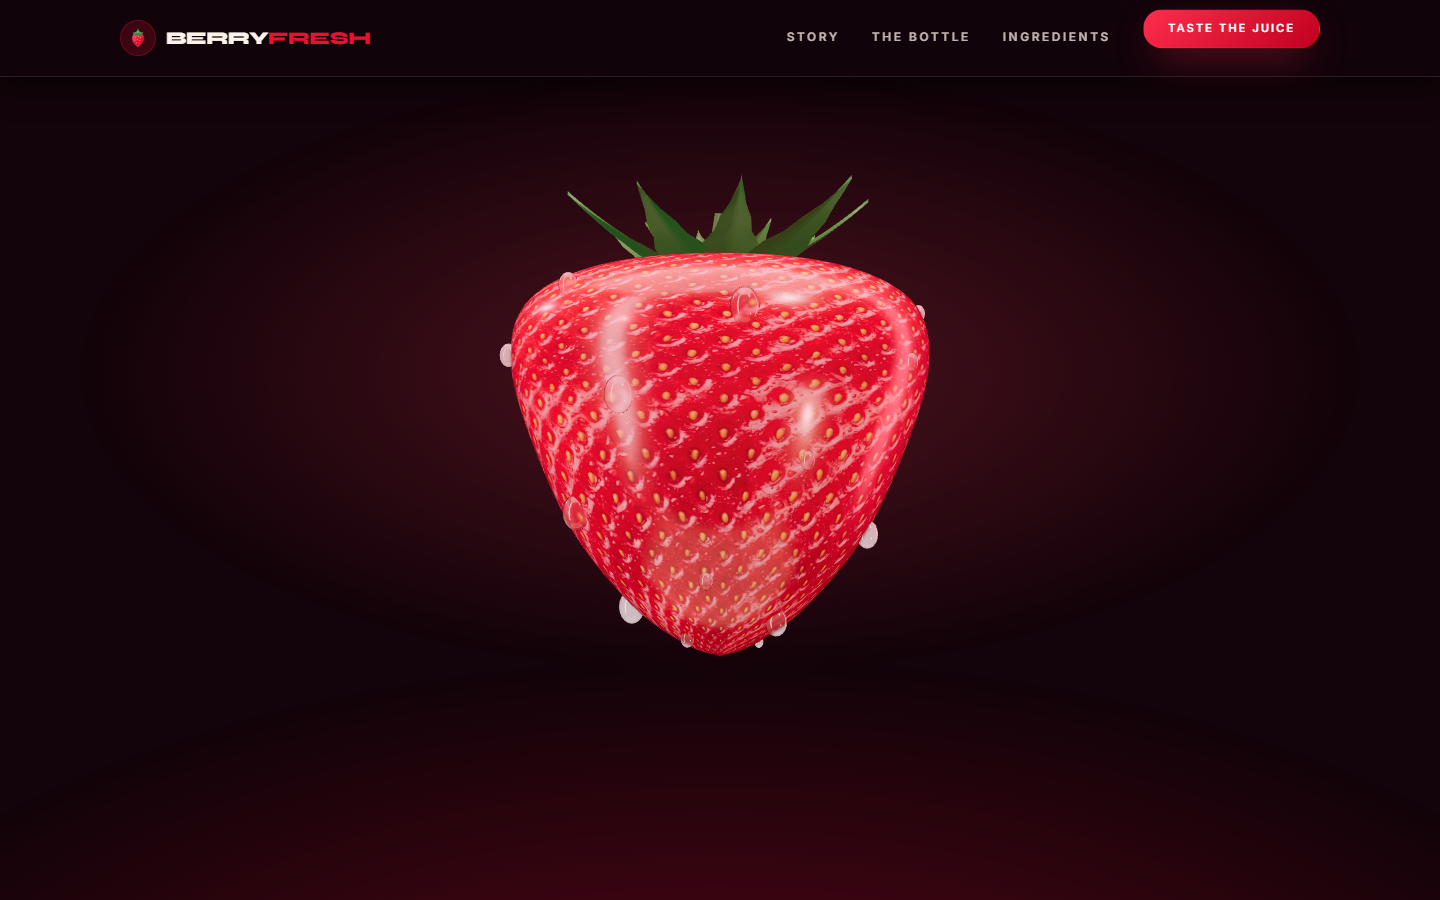 BERRYFRESH
STORY
THE BOTTLE
INGREDIENTS
TASTE THE JUICE